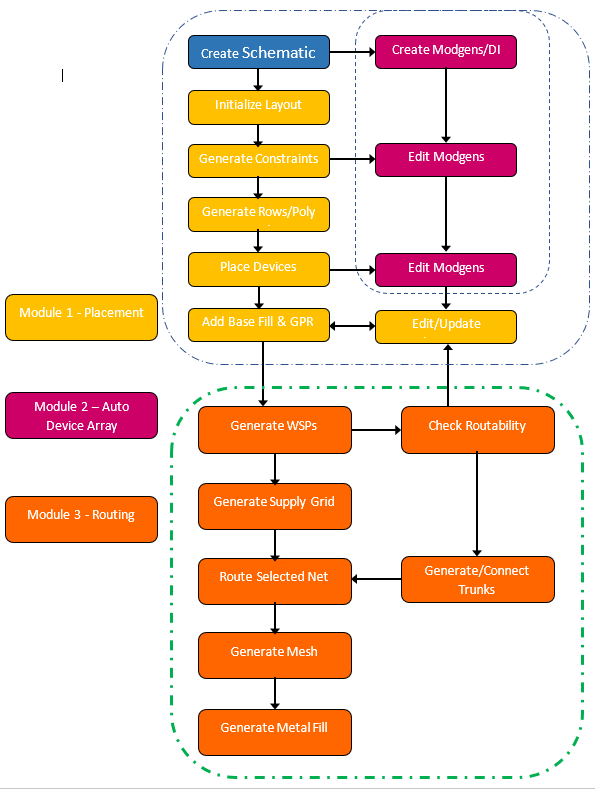 Create Schematic
Create Modgens/DI
Initialize Layout
Generate Constraints
Edit Modgens
Generate Rows/Poly
Place Devices
Edit Modgens
Module 1 - Placement
Add Base Fill & GPR
Edit/Update
Module 2 – Auto
Device Array
Generate WSPs
Check Routability
Module 3 - Routing
Generate Supply Grid
Route Selected Net
Generate/Connect
Trunks
Generate Mesh
Generate Metal Fill